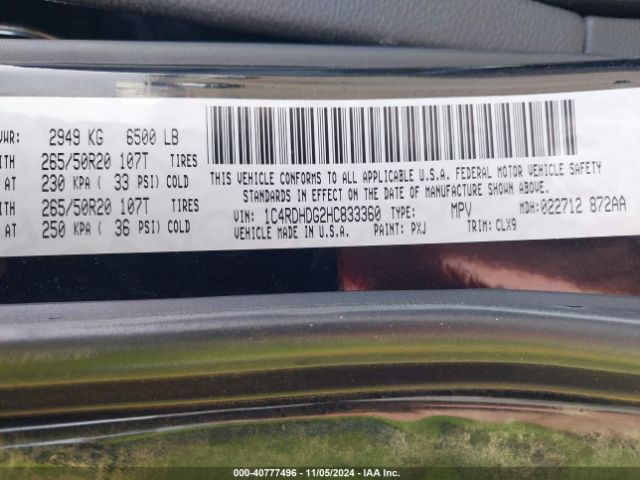 VWR: 2949 KG 6500 LB
ITH 265/50R20 107T TIRES
AT 230 KPA ( 33 PSI) COLD
ITH 265/50R20 107T TIRES
AT 250 KPA ( 36 PSI) COLD
THIS VEHICLE CONFORMS TO ALL APPLICABLE U.S.A. FEDERAL MOTOR VEHICLE SAFETY
STANDARDS IN EFFECT ON THE DATE OF MANUFACTURE SHOWN ABOVE.
VIN: 1C4RDHDG2HC833360 TYPE: MPV MDH: 022712 872AA
VEHICLE MADE IN U.S.A. PAINT: PXJ TRIM: CLX9
000-40777496 — 11/05/2024 — IAA Inc.